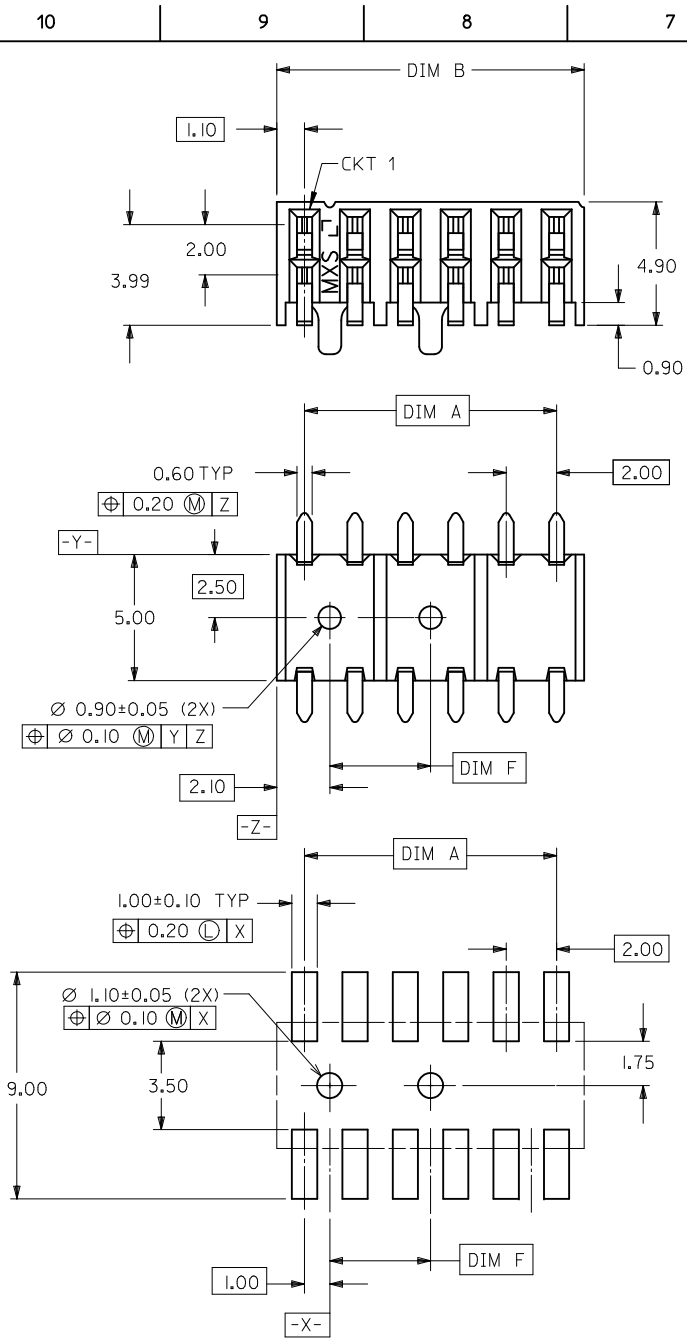 10 9 8 7
DIM B
1.10
CKT 1
MXS
2.00
3.99
4.90
0.90
DIM A
0.60 TYP
2.00
⌖ 0.20 Ⓜ Z
-Y-
2.50
5.00
Ø 0.90±0.05 (2X)
⌖ Ø 0.10 Ⓜ Y Z
DIM F
2.10
-Z-
DIM A
1.00±0.10 TYP
⌖ 0.20 Ⓛ X
2.00
Ø 1.10±0.05 (2X)
⌖ Ø 0.10 Ⓜ X
1.75
9.00
3.50
DIM F
1.00
-X-